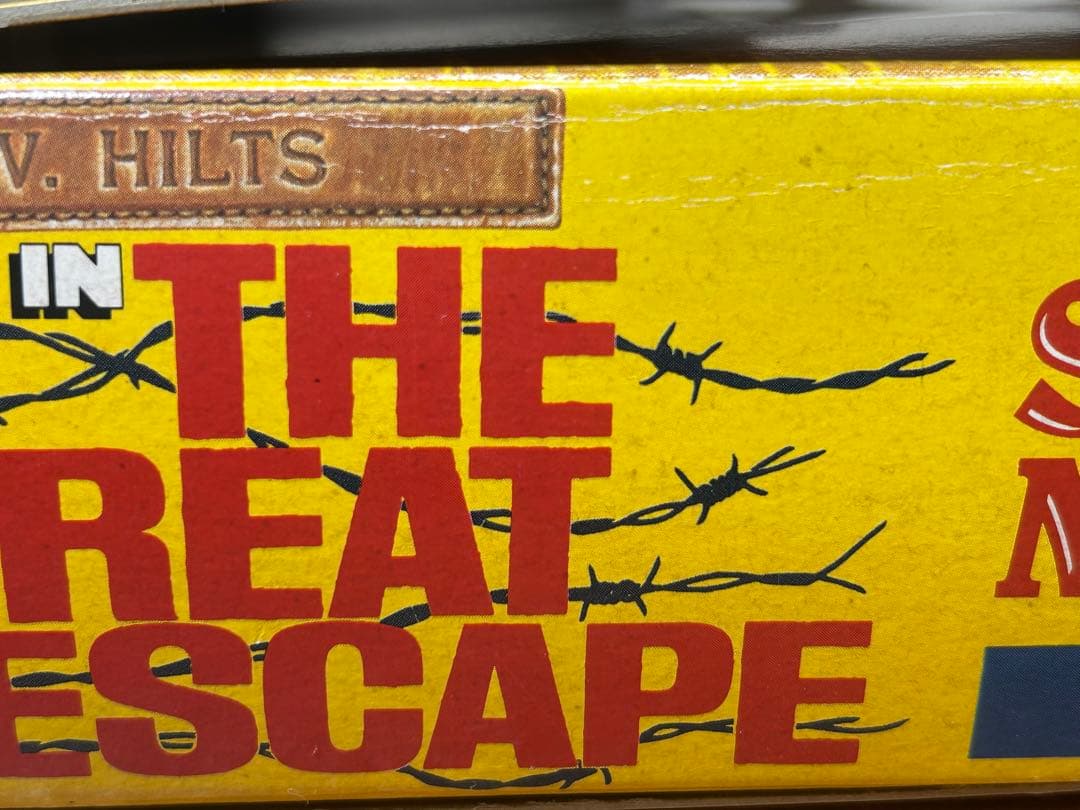 V. HILTS
IN THE
REAT
ESCAPE
S